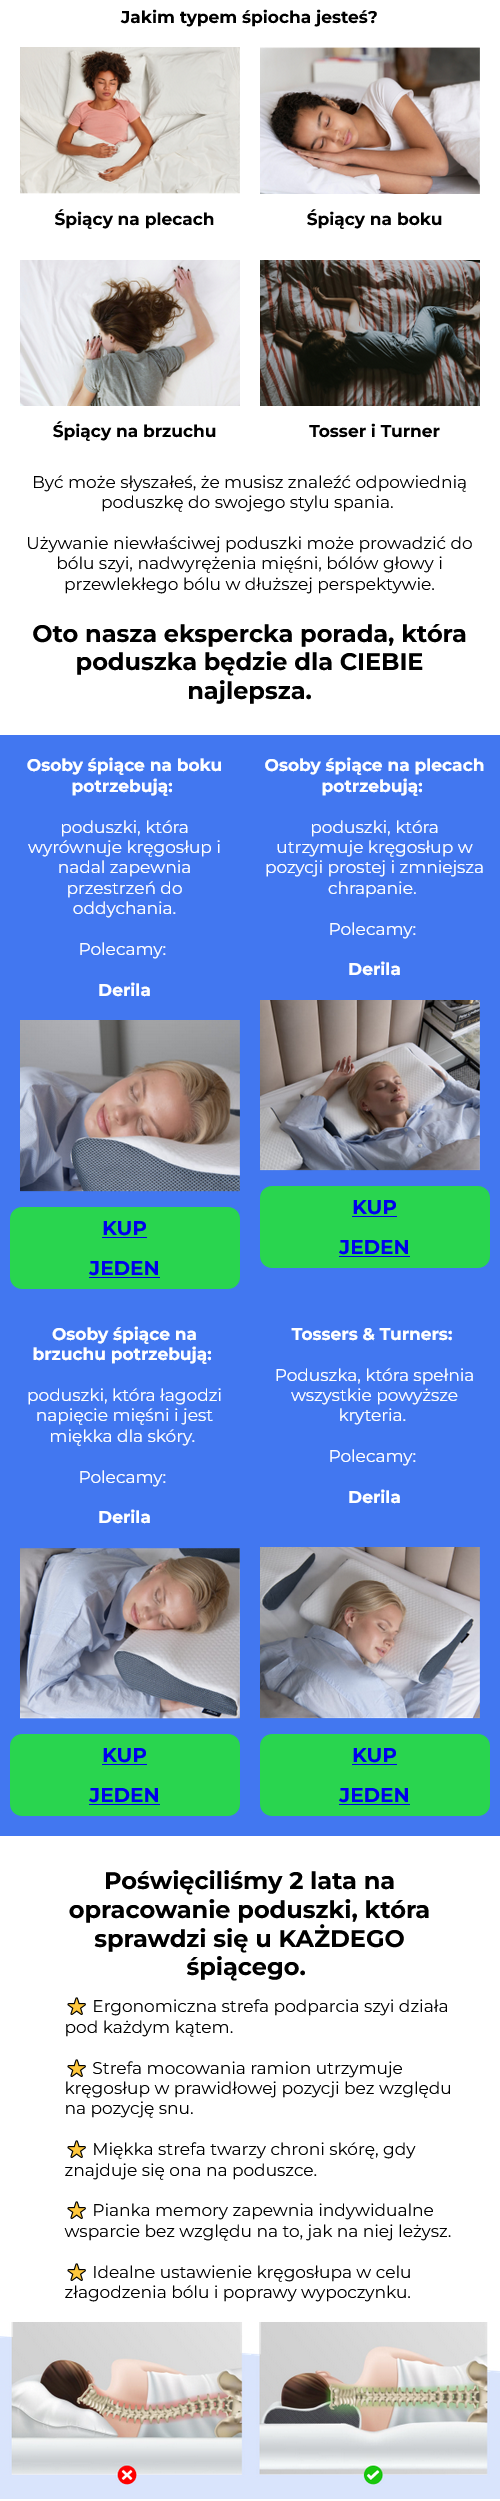 Jakim typem śpiocha jesteś?
Śpiący na plecach
Śpiący na boku
Śpiący na brzuchu
Tosser i Turner
Być może słyszałeś, że musisz znaleźć odpowiednią
poduszkę do swojego stylu spania.
Używanie niewłaściwej poduszki może prowadzić do
bólu szyi, nadwyrężenia mięśni, bólów głowy i
przewlekłego bólu w dłuższej perspektywie.
Oto nasza ekspercka porada, która
poduszka będzie dla CIEBIE
najlepsza.
Osoby śpiące na boku
potrzebują:
poduszki, która
wyrównuje kręgosłup i
nadal zapewnia
przestrzeń do
oddychania.
Polecamy:
Derila
KUP
JEDEN
Osoby śpiące na plecach
potrzebują:
poduszki, która
utrzymuje kręgosłup w
pozycji prostej i zmniejsza
chrapanie.
Polecamy:
Derila
KUP
JEDEN
Osoby śpiące na
brzuchu potrzebują:
poduszki, która łagodzi
napięcie mięśni i jest
miękka dla skóry.
Polecamy:
Derila
KUP
JEDEN
Tossers & Turners:
Poduszka, która spełnia
wszystkie powyższe
kryteria.
Polecamy:
Derila
KUP
JEDEN
Poświęciliśmy 2 lata na
opracowanie poduszki, która
sprawdzi się u KAŻDEGO
śpiącego.
⭐ Ergonomiczna strefa podparcia szyi działa
pod każdym kątem.
⭐ Strefa mocowania ramion utrzymuje
kręgosłup w prawidłowej pozycji bez względu
na pozycję snu.
⭐ Miękka strefa twarzy chroni skórę, gdy
znajduje się ona na poduszce.
⭐ Pianka memory zapewnia indywidualne
wsparcie bez względu na to, jak na niej leżysz.
⭐ Idealne ustawienie kręgosłupa w celu
złagodzenia bólu i poprawy wypoczynku.